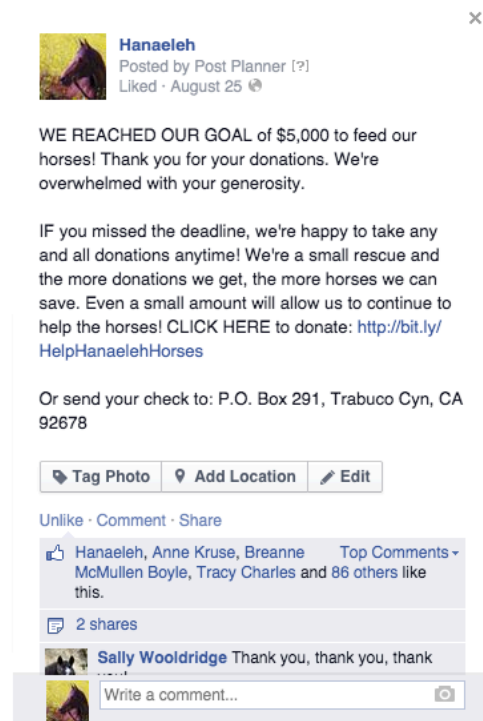 Hanaeleh
Posted by Post Planner [?]
Liked · August 25
WE REACHED OUR GOAL of $5,000 to feed our
horses! Thank you for your donations. We're
overwhelmed with your generosity.
IF you missed the deadline, we're happy to take any
and all donations anytime! We're a small rescue and
the more donations we get, the more horses we can
save. Even a small amount will allow us to continue to
help the horses! CLICK HERE to donate: http://bit.ly/
HelpHanaelehHorses
Or send your check to: P.O. Box 291, Trabuco Cyn, CA
92678
Tag Photo Add Location Edit
Unlike · Comment · Share
Hanaeleh, Anne Kruse, Breanne Top Comments
McMullen Boyle, Tracy Charles and 86 others like
this.
2 shares
Sally Wooldridge Thank you, thank you, thank
Write a comment...